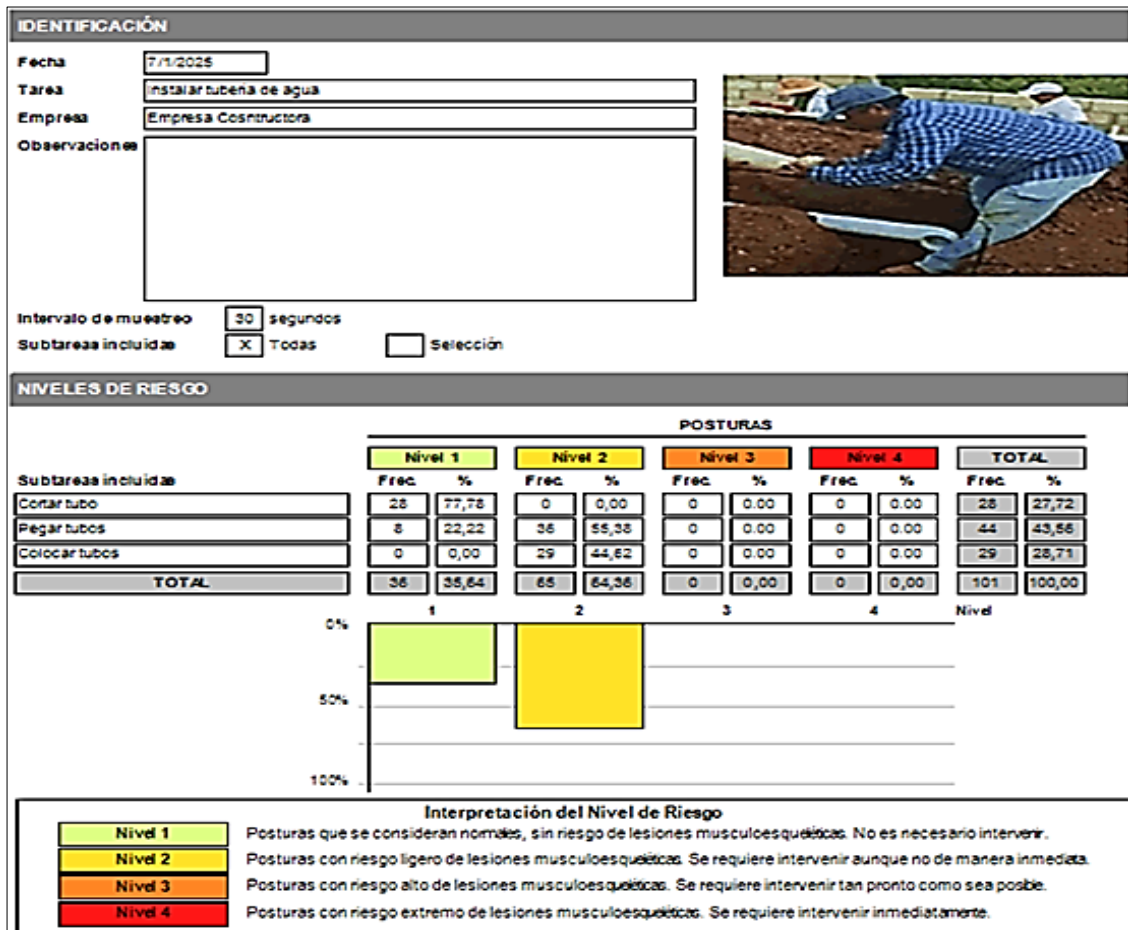 IDENTIFICACIÓN
Fecha 7/1/2025
Tarea Instalar tubería de agua
Empresa Empresa Cosntructora
Observaciones
Intervalo de muestreo 30 segundos
Subtareas incluidas X Todas Selección
NIVELES DE RIESGO
POSTURAS
Nivel 1 Nivel 2 Nivel 3 Nivel 4 TOTAL
Subtareas incluidas Frec. % Frec. % Frec. % Frec. % Frec. %
Cortar tubo 28 77,78 0 0,00 0 0.00 0 0.00 28 27,72
Pegar tubos 8 22,22 36 55,38 0 0.00 0 0.00 44 43,56
Colocar tubos 0 0,00 29 44,62 0 0.00 0 0.00 29 28,71
TOTAL 36 35,64 65 64,36 0 0,00 0 0,00 101 100,00
1 2 3 4 Nivel
0%
50%
100%
Interpretación del Nivel de Riesgo
Nivel 1 Posturas que se consideran normales, sin riesgo de lesiones musculoesqueléticas. No es necesario intervenir.
Nivel 2 Posturas con riesgo ligero de lesiones musculoesqueléticas. Se requiere intervenir aunque no de manera inmediata.
Nivel 3 Posturas con riesgo alto de lesiones musculoesqueléticas. Se requiere intervenir tan pronto como sea posible.
Nivel 4 Posturas con riesgo extremo de lesiones musculoesqueléticas. Se requiere intervenir inmediatamente.